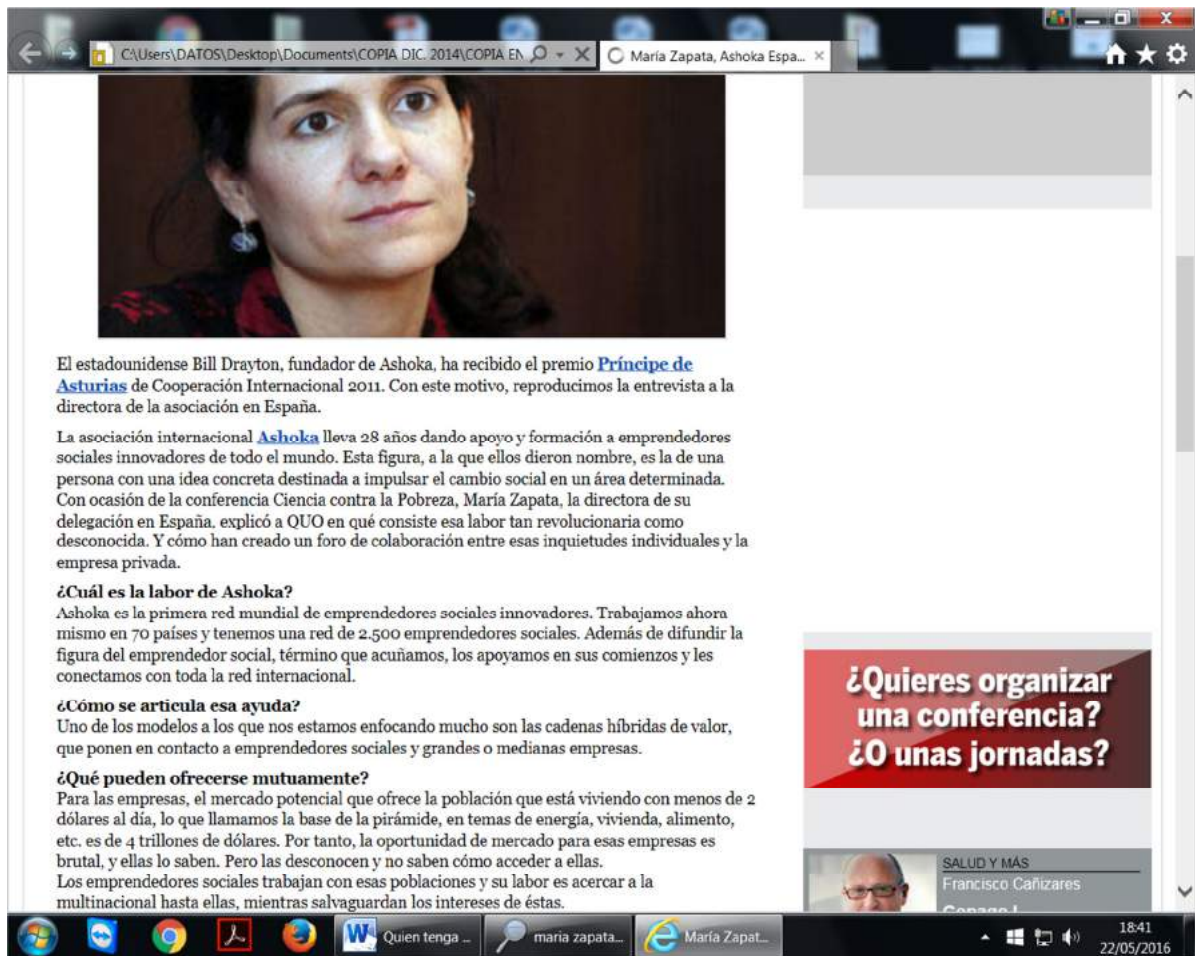 C:\Users\DATOS\Desktop\Documents\COPIA DIC. 2014\COPIA EN
María Zapata, Ashoka Espa...
El estadounidense Bill Drayton, fundador de Ashoka, ha recibido el premio Príncipe de
Asturias de Cooperación Internacional 2011. Con este motivo, reproducimos la entrevista a la
directora de la asociación en España.
La asociación internacional Ashoka lleva 28 años dando apoyo y formación a emprendedores
sociales innovadores de todo el mundo. Esta figura, a la que ellos dieron nombre, es la de una
persona con una idea concreta destinada a impulsar el cambio social en un área determinada.
Con ocasión de la conferencia Ciencia contra la Pobreza, María Zapata, la directora de su
delegación en España, explicó a QUO en qué consiste esa labor tan revolucionaria como
desconocida. Y cómo han creado un foro de colaboración entre esas inquietudes individuales y la
empresa privada.
¿Cuál es la labor de Ashoka?
Ashoka es la primera red mundial de emprendedores sociales innovadores. Trabajamos ahora
mismo en 70 países y tenemos una red de 2.500 emprendedores sociales. Además de difundir la
figura del emprendedor social, término que acuñamos, los apoyamos en sus comienzos y les
conectamos con toda la red internacional.
¿Cómo se articula esa ayuda?
Uno de los modelos a los que nos estamos enfocando mucho son las cadenas híbridas de valor,
que ponen en contacto a emprendedores sociales y grandes o medianas empresas.
¿Qué pueden ofrecerse mutuamente?
Para las empresas, el mercado potencial que ofrece la población que está viviendo con menos de 2
dólares al día, lo que llamamos la base de la pirámide, en temas de energía, vivienda, alimento,
etc. es de 4 trillones de dólares. Por tanto, la oportunidad de mercado para esas empresas es
brutal, y ellas lo saben. Pero las desconocen y no saben cómo acceder a ellas.
Los emprendedores sociales trabajan con esas poblaciones y su labor es acercar a la
multinacional hasta ellas, mientras salvaguardan los intereses de éstas.
¿Quieres organizar
una conferencia?
¿O unas jornadas?
SALUD Y MÁS
Francisco Cañizares
Quien tenga ...
maria zapata...
María Zapat...
18:41
22/05/2016